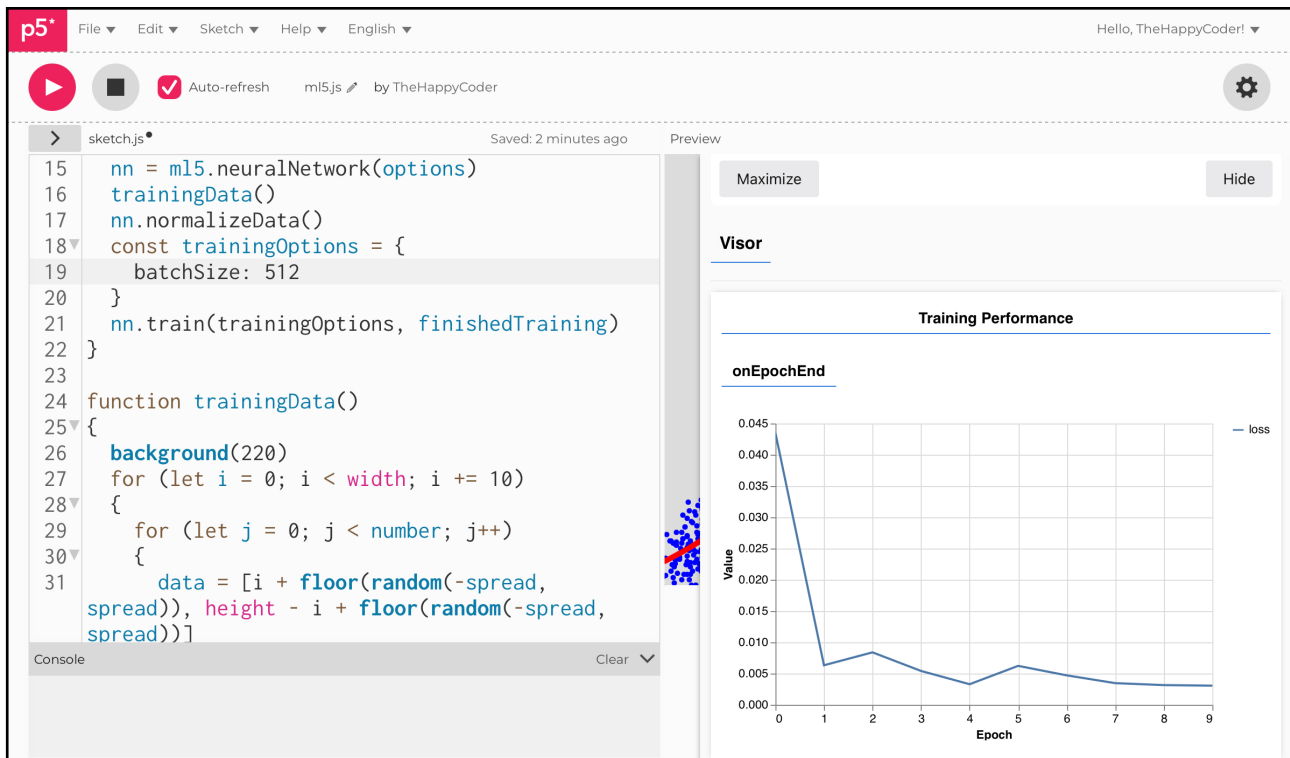 p5* File Edit Sketch Help English Hello, TheHappyCoder!
Auto-refresh ml5.js by TheHappyCoder
sketch.js Saved: 2 minutes ago Preview
15 nn = ml5.neuralNetwork(options)
16 trainingData()
17 nn.normalizeData()
18 const trainingOptions = {
19 batchSize: 512
20 }
21 nn.train(trainingOptions, finishedTraining)
22 }
23
24 function trainingData()
25 {
26 background(220)
27 for (let i = 0; i < width; i += 10)
28 {
29 for (let j = 0; j < number; j++)
30 {
31 data = [i + floor(random(-spread,
spread)), height - i + floor(random(-spread,
spread))]
Console Clear
Maximize Hide
Visor
Training Performance
onEpochEnd
loss
Value
0.045
0.040
0.035
0.030
0.025
0.020
0.015
0.010
0.005
0.000
0 1 2 3 4 5 6 7 8 9
Epoch